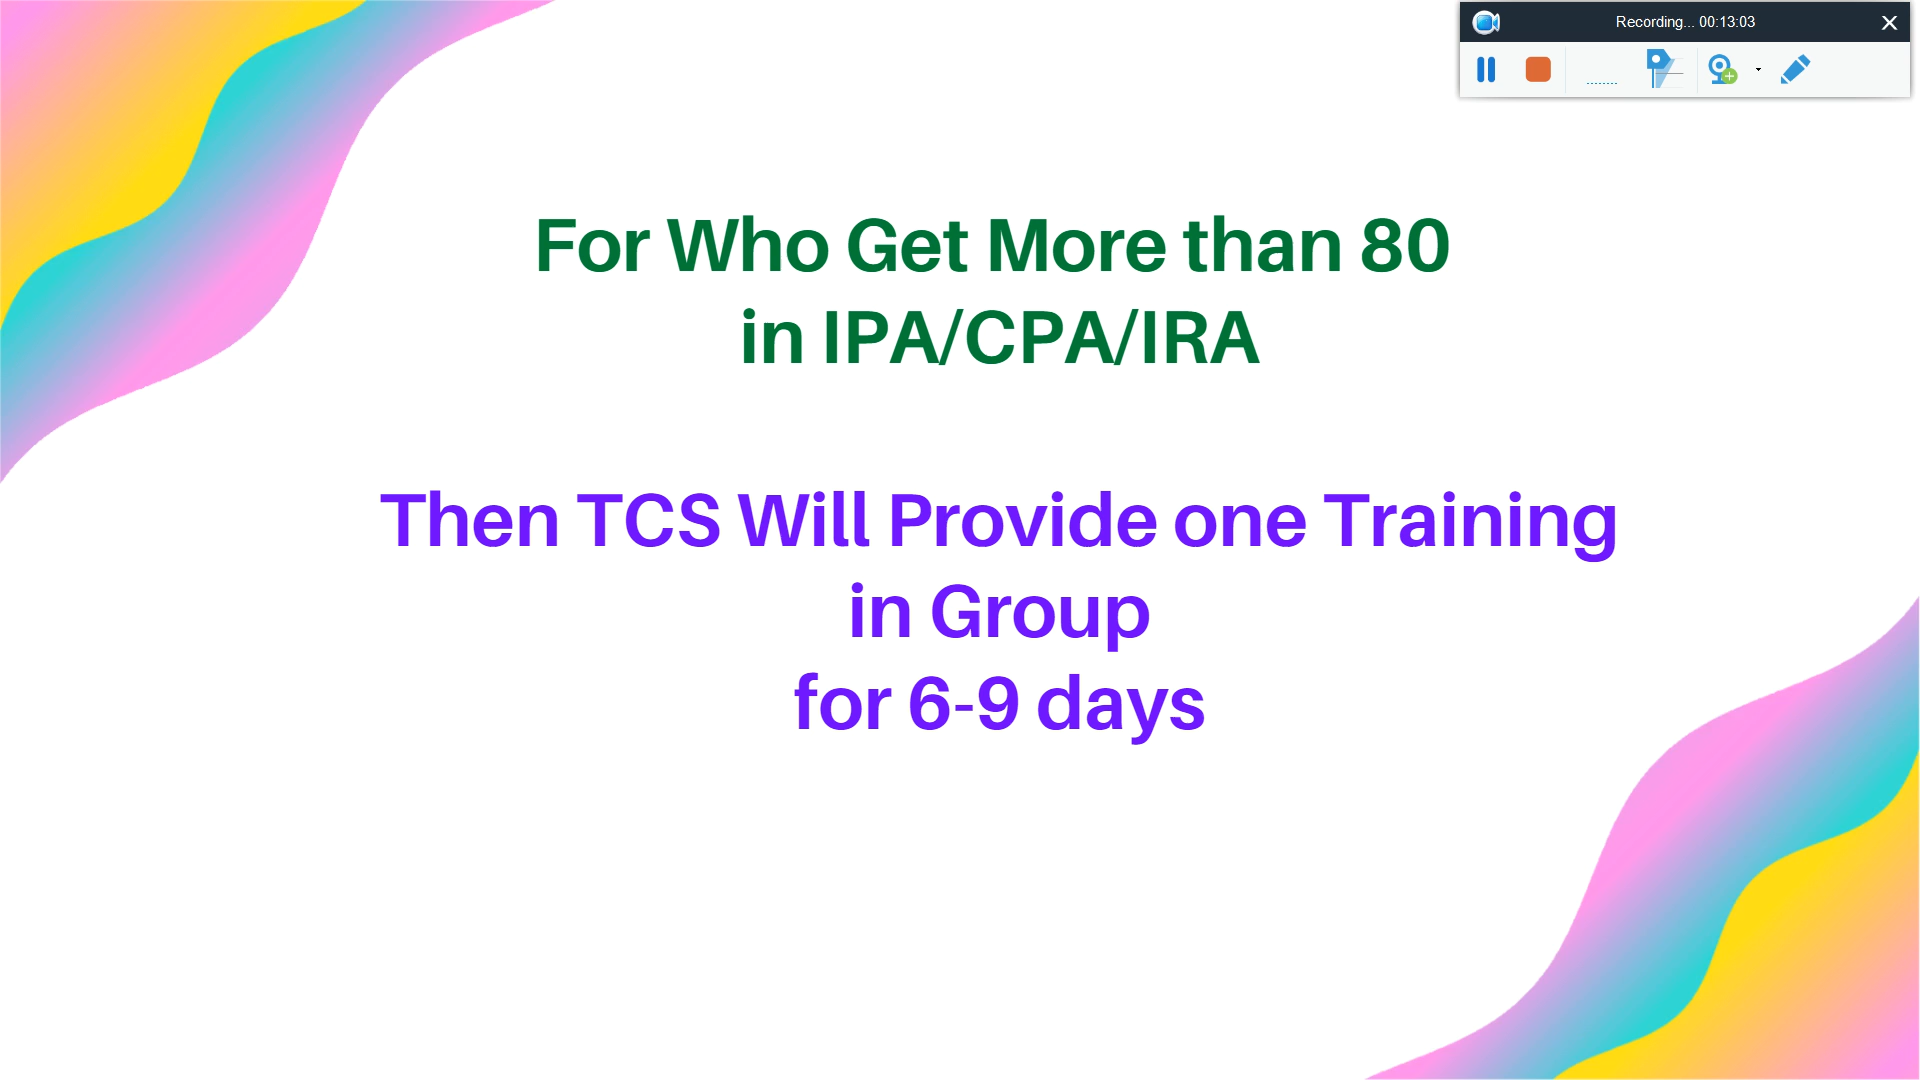 Recording... 00:13:03
For Who Get More than 80
in IPA/CPA/IRA
Then TCS Will Provide one Training
in Group
for 6-9 days